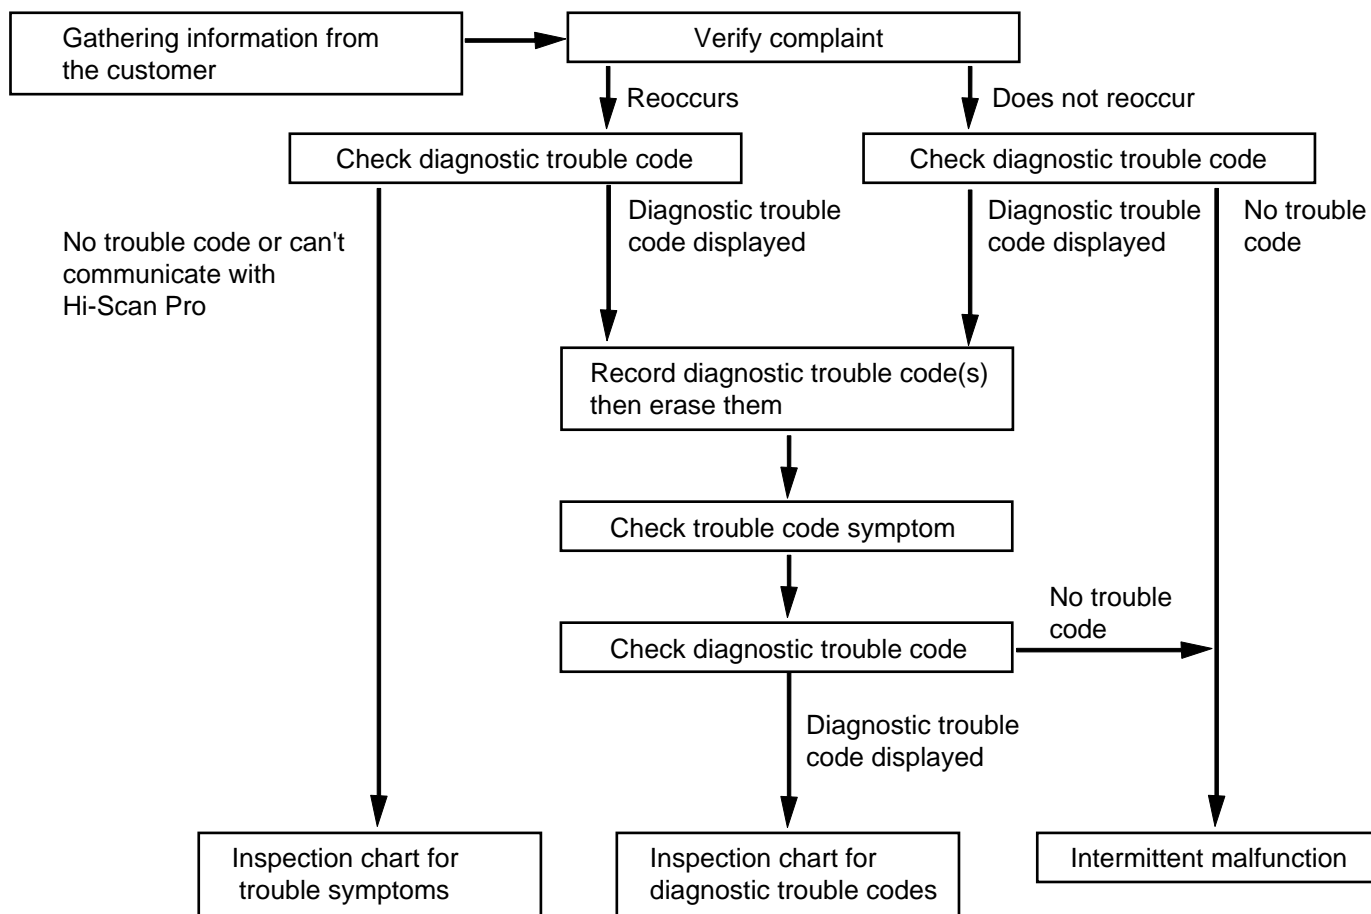 Gathering information from
the customer
Verify complaint
Reoccurs
Does not reoccur
Check diagnostic trouble code
Check diagnostic trouble code
No trouble code or can't
communicate with
Hi-Scan Pro
Diagnostic trouble
code displayed
Diagnostic trouble
code displayed
No trouble
code
Record diagnostic trouble code(s)
then erase them
Check trouble code symptom
Check diagnostic trouble code
No trouble
code
Diagnostic trouble
code displayed
Inspection chart for
trouble symptoms
Inspection chart for
diagnostic trouble codes
Intermittent malfunction